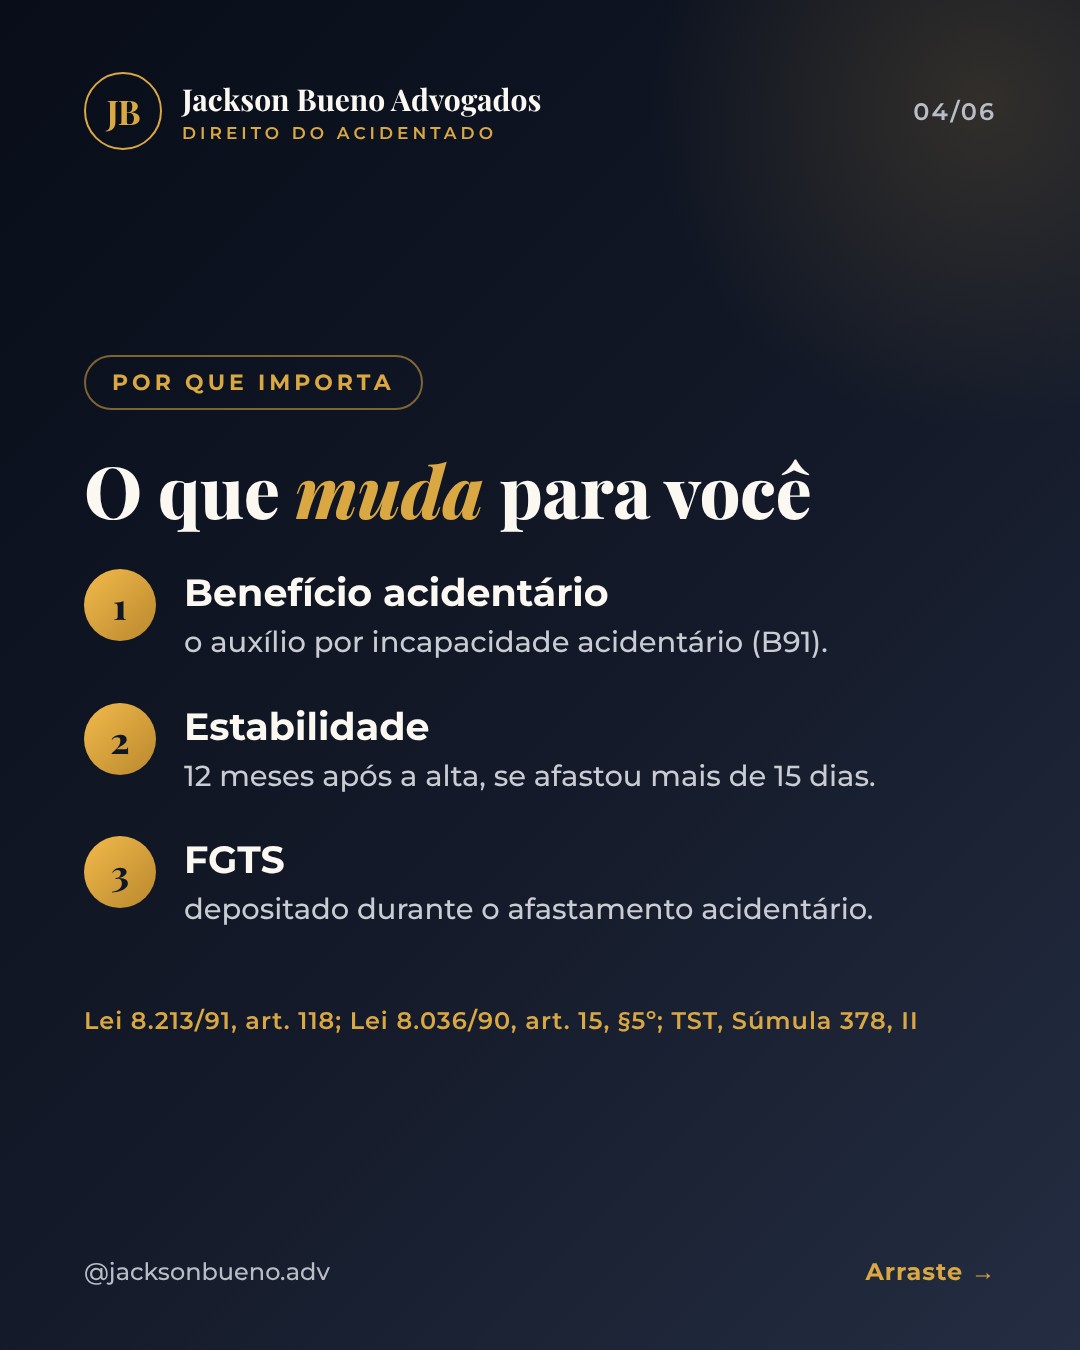 JB
Jackson Bueno Advogados
DIREITO DO ACIDENTADO
04/06
POR QUE IMPORTA
O que muda para você
1
Benefício acidentário
o auxílio por incapacidade acidentário (B91).
2
Estabilidade
12 meses após a alta, se afastou mais de 15 dias.
3
FGTS
depositado durante o afastamento acidentário.
Lei 8.213/91, art. 118; Lei 8.036/90, art. 15, §5º; TST, Súmula 378, II
@jacksonbueno.adv
Arraste →